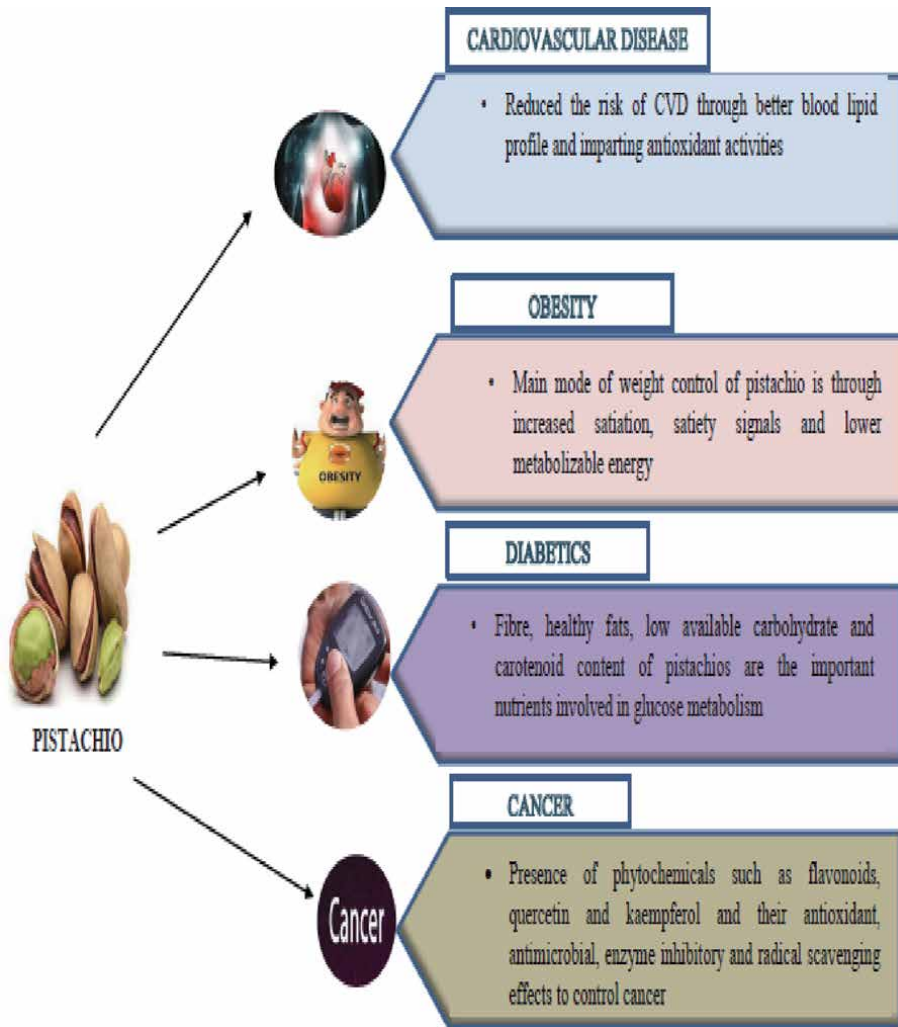 CARDIOVASCULAR DISEASE
• Reduced the risk of CVD through better blood lipid
profile and imparting antioxidant activities
OBESITY
• Main mode of weight control of pistachio is through
increased satiation, satiety signals and lower
metabolizable energy
OBESITY
DIABETICS
• Fibre, healthy fats, low available carbohydrate and
carotenoid content of pistachios are the important
nutrients involved in glucose metabolism
PISTACHIO
CANCER
• Presence of phytochemicals such as flavonoids,
quercetin and kaempferol and their antioxidant,
antimicrobial, enzyme inhibitory and radical scavenging
effects to control cancer
Cancer